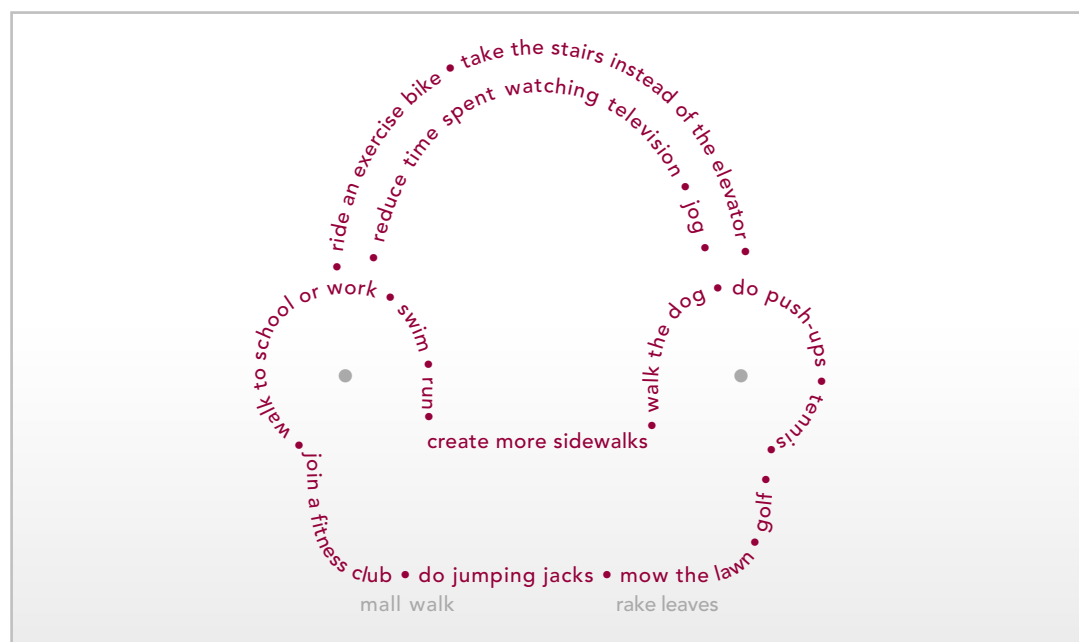 ride an exercise bike • take the stairs instead of the elevator •
reduce time spent watching television • jog •
walk to school or work • swim • run •
walk the dog • do push-ups • tennis •
create more sidewalks
join a fitness club • do jumping jacks • mow the lawn • golf •
mall walk
rake leaves